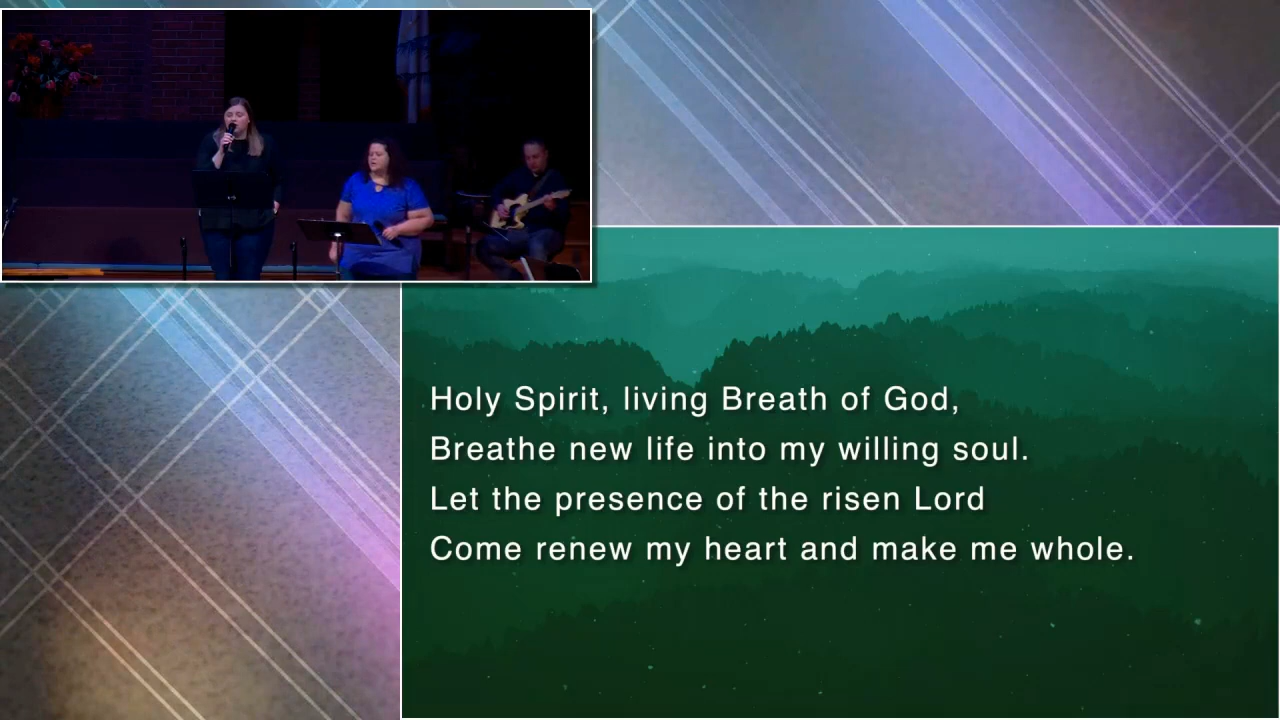 Holy Spirit, living Breath of God,
Breathe new life into my willing soul.
Let the presence of the risen Lord
Come renew my heart and make me whole.